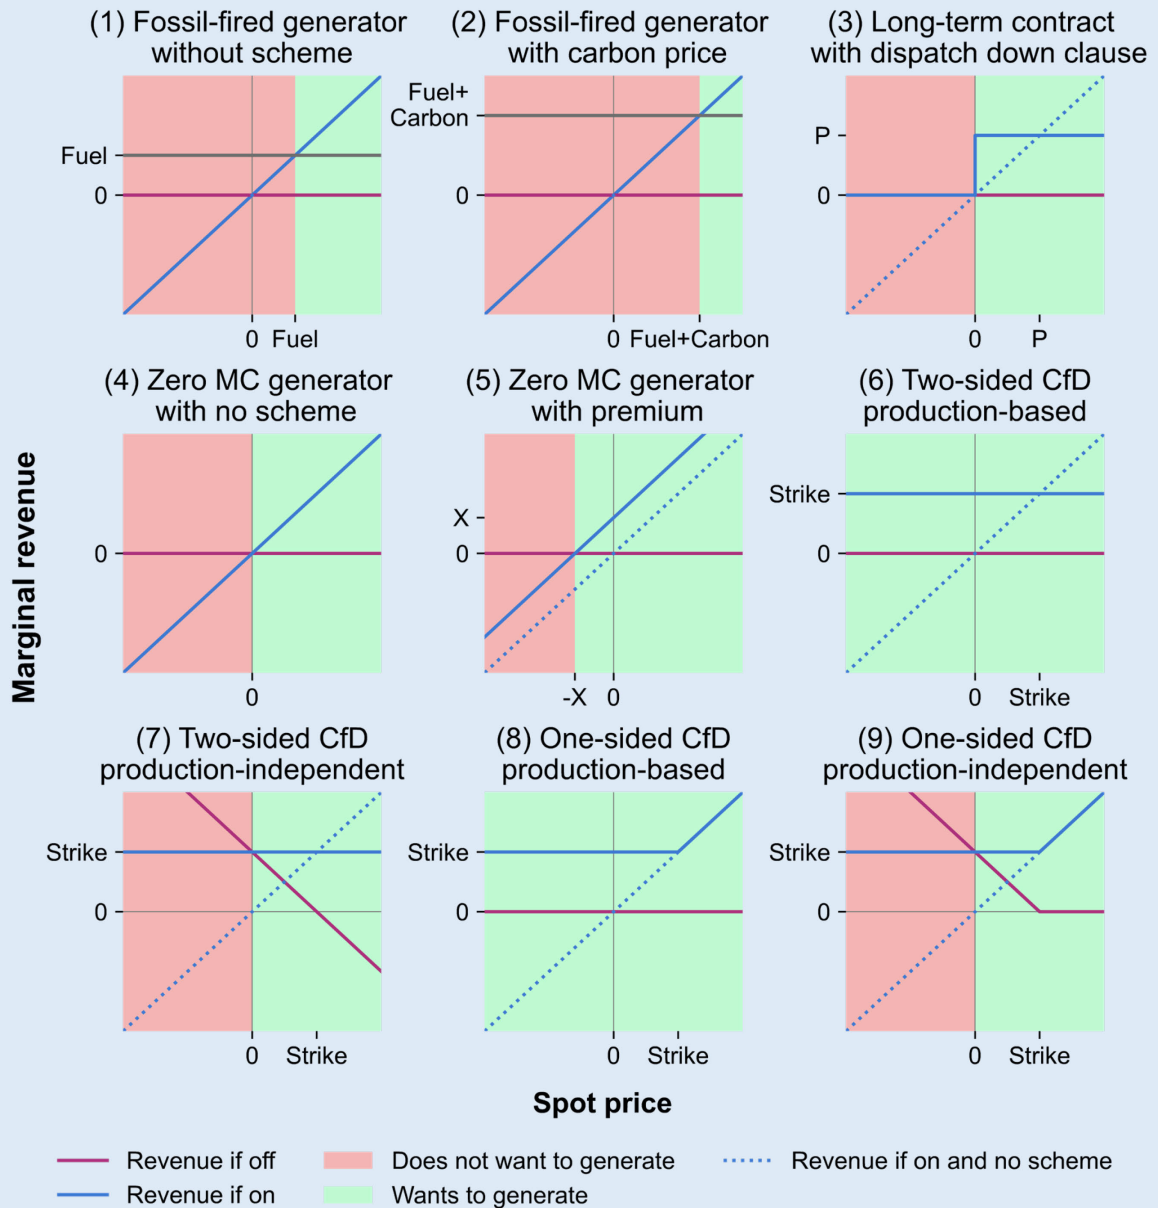 (1) Fossil-fired generator
without scheme
Fuel
0
0 Fuel
(2) Fossil-fired generator
with carbon price
Fuel+
Carbon
0
0 Fuel+Carbon
(3) Long-term contract
with dispatch down clause
P
0
0 P
(4) Zero MC generator
with no scheme
0
0
(5) Zero MC generator
with premium
X
0
-X 0
(6) Two-sided CfD
production-based
Strike
0
0 Strike
(7) Two-sided CfD
production-independent
Strike
0
0 Strike
(8) One-sided CfD
production-based
Strike
0
0 Strike
(9) One-sided CfD
production-independent
Strike
0
0 Strike
Marginal revenue
Spot price
Revenue if off
Revenue if on
Does not want to generate
Wants to generate
Revenue if on and no scheme